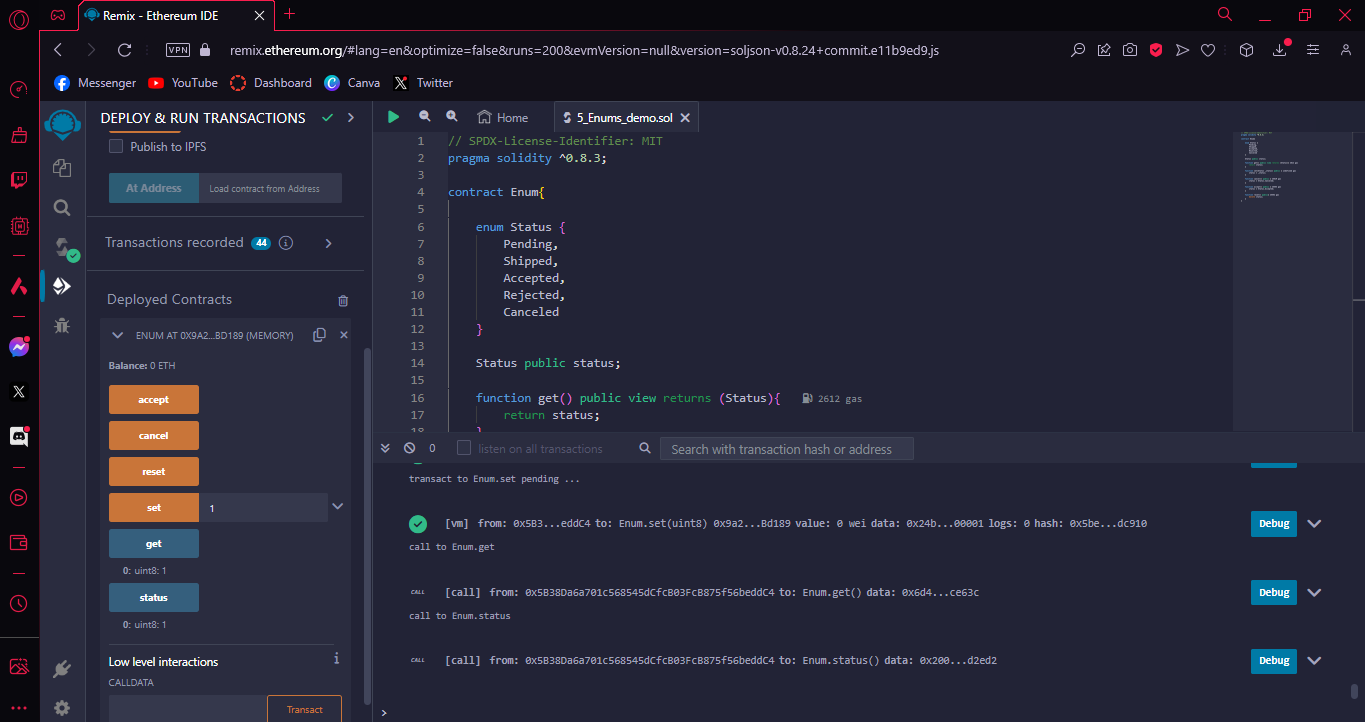 Remix - Ethereum IDE
VPN
remix.ethereum.org/#lang=en&optimize=false&runs=200&evmVersion=null&version=soljson-v0.8.24+commit.e11b9ed9.js
Messenger
YouTube
Dashboard
Canva
Twitter
DEPLOY & RUN TRANSACTIONS
Publish to IPFS
At Address
Load contract from Address
Transactions recorded 44
Deployed Contracts
ENUM AT 0X9A2...BD189 (MEMORY)
Balance: 0 ETH
accept
cancel
reset
set 1
get
0: uint8: 1
status
0: uint8: 1
Low level interactions
CALLDATA
Transact
Home
5_Enums_demo.sol
1 // SPDX-License-Identifier: MIT
2 pragma solidity ^0.8.3;
3
4 contract Enum{
5
6 enum Status {
7 Pending,
8 Shipped,
9 Accepted,
10 Rejected,
11 Canceled
12 }
13
14 Status public status;
15
16 function get() public view returns (Status){ 2612 gas
17 return status;
18 }
0
listen on all transactions
Search with transaction hash or address
transact to Enum.set pending ...
[vm] from: 0x5B3...eddC4 to: Enum.set(uint8) 0x9a2...Bd189 value: 0 wei data: 0x24b...00001 logs: 0 hash: 0x5be...dc910
Debug
call to Enum.get
CALL [call] from: 0x5B38Da6a701c568545dCfcB03FcB875f56beddC4 to: Enum.get() data: 0x6d4...ce63c
Debug
call to Enum.status
CALL [call] from: 0x5B38Da6a701c568545dCfcB03FcB875f56beddC4 to: Enum.status() data: 0x200...d2ed2
Debug
>